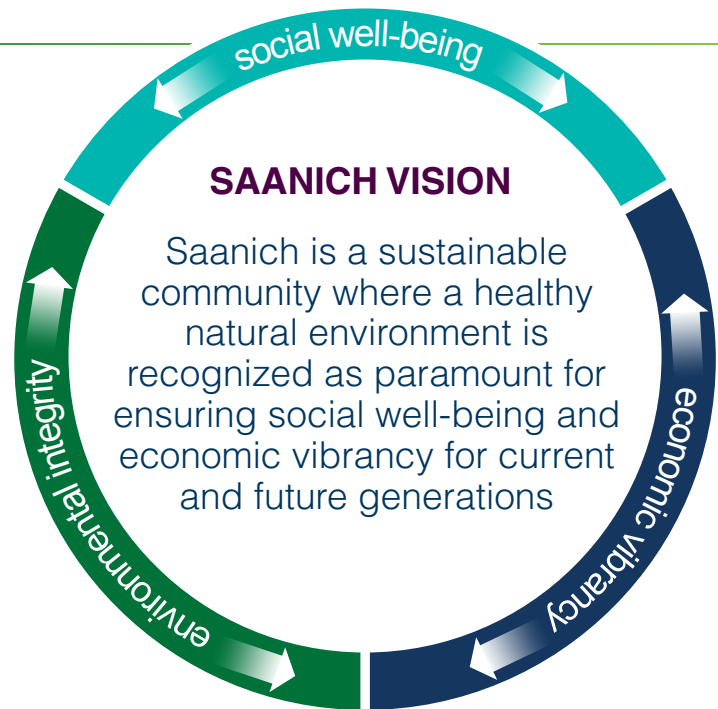 social well-being
SAANICH VISION
Saanich is a sustainable
community where a healthy
natural environment is
recognized as paramount for
ensuring social well-being and
economic vibrancy for current
and future generations
environmental integrity
economic vibrancy